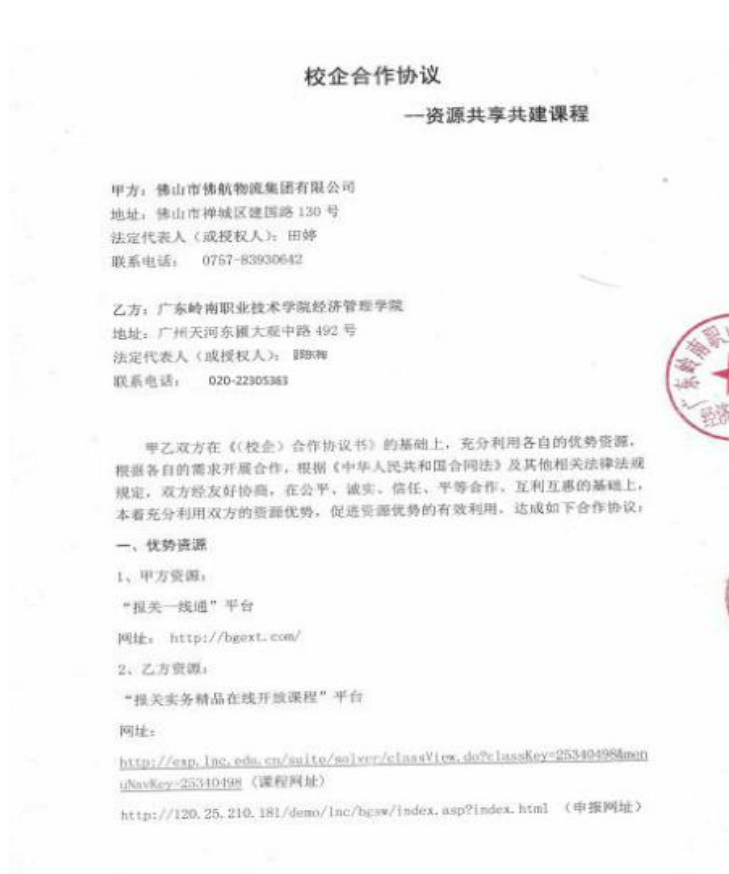 校企合作协议
—资源共享共建课程
甲方：佛山市佛航物流集团有限公司
地址：佛山市禅城区建国路 130 号
法定代表人（或授权人）：田婷
联系电话： 0757-83930642
乙方：广东岭南职业技术学院经济管理学院
地址：广州天河东圃大观中路 492 号
法定代表人（或授权人）：
联系电话： 020-22305363
甲乙双方在《（校企）合作协议书》的基础上，充分利用各自的优势资源，
根据各自的需求开展合作，根据《中华人民共和国合同法》及其他相关法律法规
规定，双方经友好协商，在公平、诚实、信任、平等合作、互利互惠的基础上，
本着充分利用双方的资源优势，促进资源优势的有效利用，达成如下合作协议：
一、优势资源
1、甲方资源：
“报关一线通”平台
网址： http://bgext.com/
2、乙方资源：
“报关实务精品在线开放课程”平台
网址：
http://esp.lnc.edu.cn/suite/solver/classView.do?classKey=25340498&men
uNavKey=25340498 （课程网址）
http://120.25.210.181/demo/lnc/bgsw/index.asp?index.html （申报网址）
广东岭南职